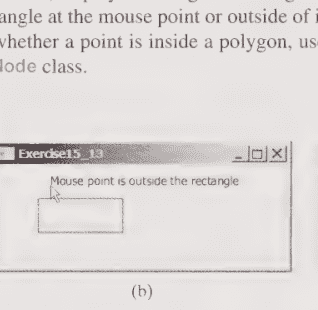 angle at the mouse point or outside of
whether a point is inside a polygon, us
Node class.
Exercise15_13
Mouse point is outside the rectangle
(b)